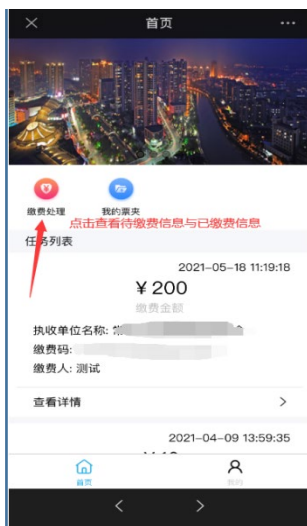 首页
缴费处理
我的票夹
点击查看待缴费信息与已缴费信息
任务列表
2021-05-18 11:19:18
¥ 200
缴费金额
执收单位名称:
缴费码:
缴费人: 测试
查看详情
2021-04-09 13:59:35
首页
我的